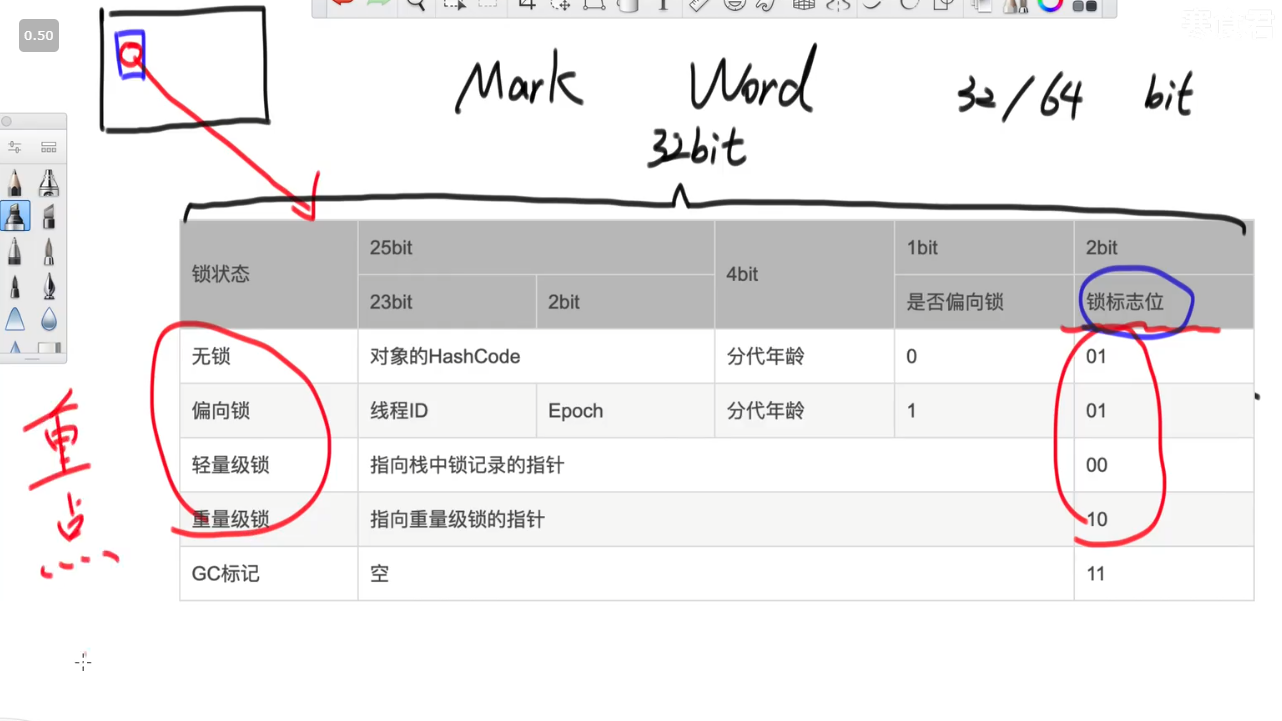 0.50
Mark Word 32/64 bit
32bit
锁状态 25bit 4bit 1bit 2bit
23bit 2bit 是否偏向锁 锁标志位
无锁 对象的HashCode 分代年龄 0 01
偏向锁 线程ID Epoch 分代年龄 1 01
轻量级锁 指向栈中锁记录的指针 00
重量级锁 指向重量级锁的指针 10
GC标记 空 11
重
点